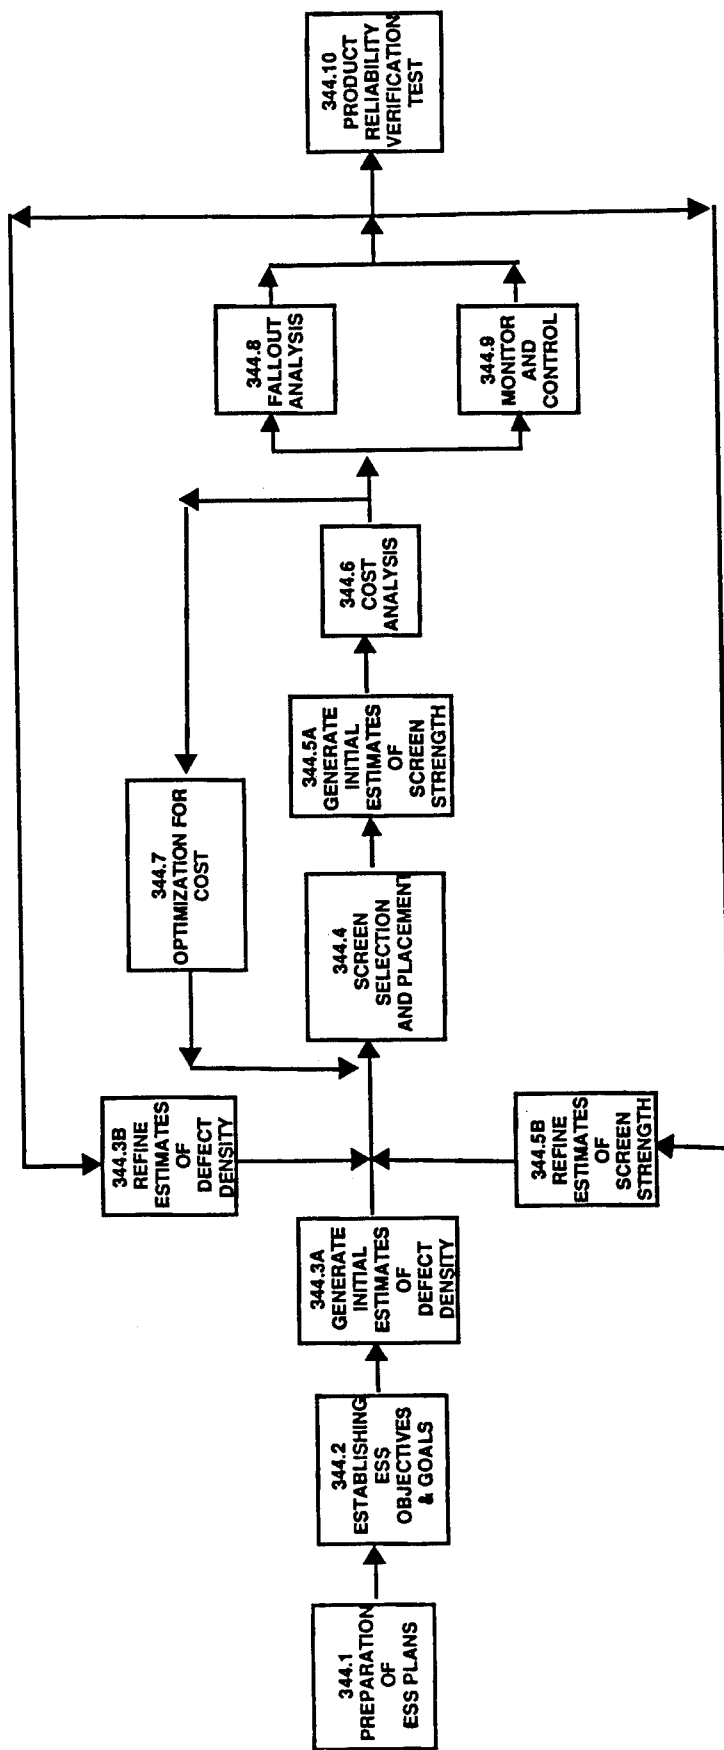 344.1
PREPARATION
OF
ESS PLANS
344.2
ESTABLISHING
ESS
OBJECTIVES
& GOALS
344.3A
GENERATE
INITIAL
ESTIMATES
OF
DEFECT
DENSITY
344.3B
REFINE
ESTIMATES
OF
DEFECT
DENSITY
344.5B
REFINE
ESTIMATES
OF
SCREEN
STRENGTH
344.4
SCREEN
SELECTION
AND PLACEMENT
344.7
OPTIMIZATION FOR
COST
344.5A
GENERATE
INITIAL
ESTIMATES
OF
SCREEN
STRENGTH
344.6
COST
ANALYSIS
344.8
FALLOUT
ANALYSIS
344.9
MONITOR
AND
CONTROL
344.10
PRODUCT
RELIABILITY
VERIFICATION
TEST